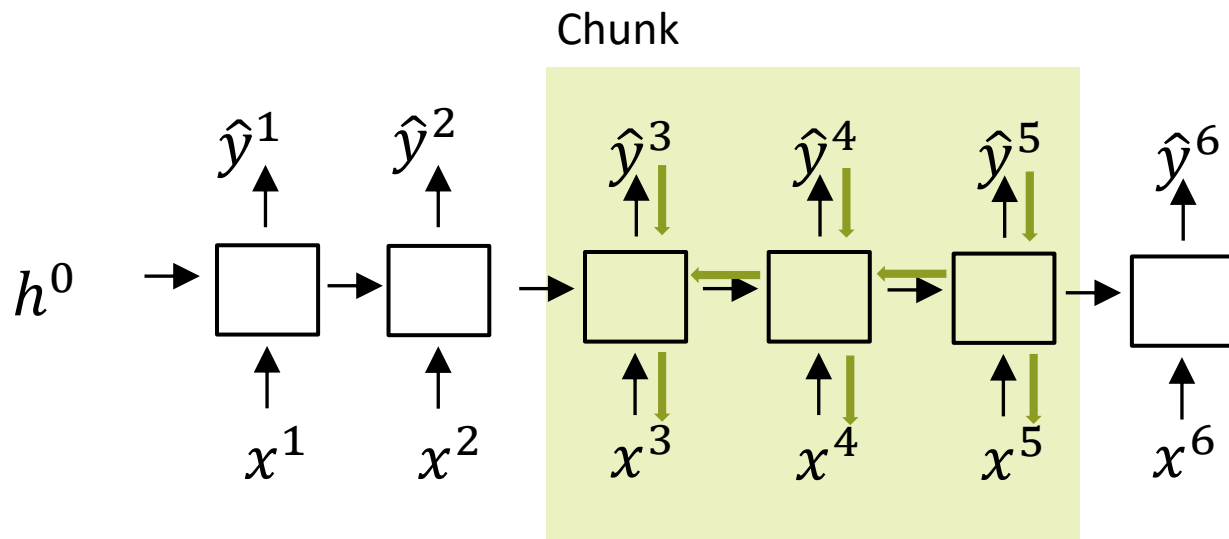 Chunk
ŷ¹ ŷ² ŷ³ ŷ⁴ ŷ⁵ ŷ⁶
h⁰
x¹ x² x³ x⁴ x⁵ x⁶